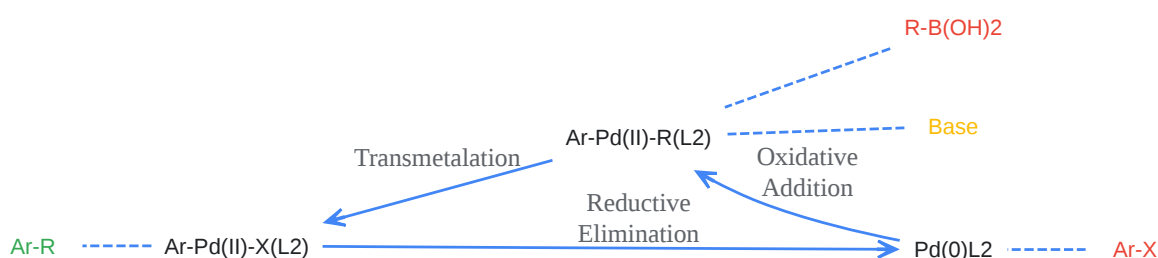 R-B(OH)2
Base
Ar-Pd(II)-R(L2)
Transmetalation
Oxidative
Addition
Reductive
Elimination
Ar-R
Ar-Pd(II)-X(L2)
Pd(0)L2
Ar-X